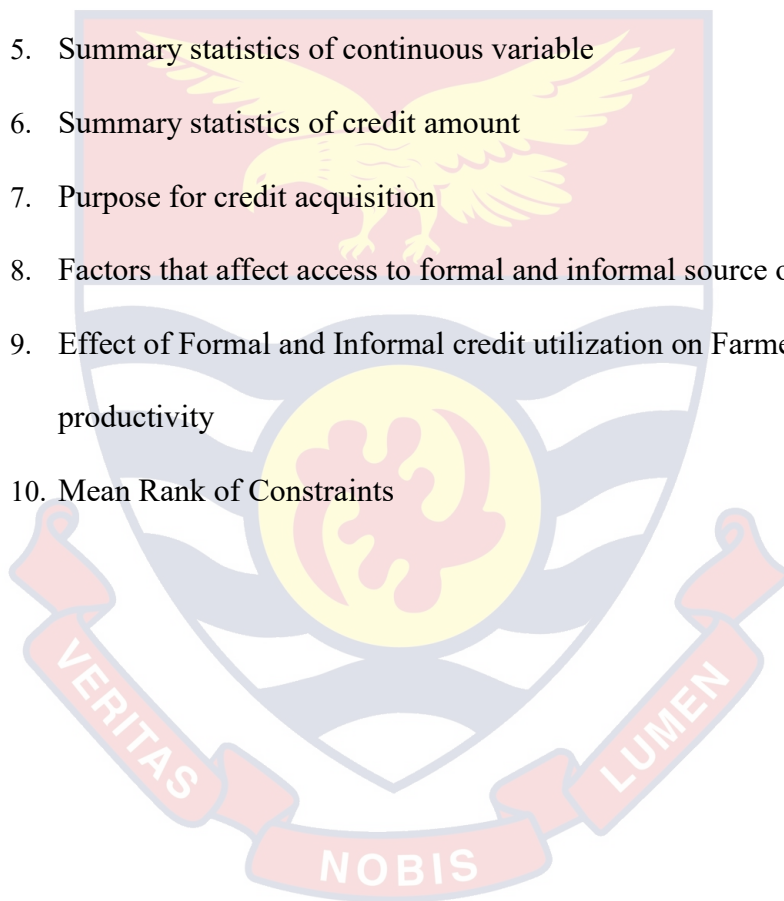 5. Summary statistics of continuous variable
6. Summary statistics of credit amount
7. Purpose for credit acquisition
8. Factors that affect access to formal and informal source
9. Effect of Formal and Informal credit utilization on
productivity
10. Mean Rank of Constraints
VERITAS
NOBIS
LUMEN